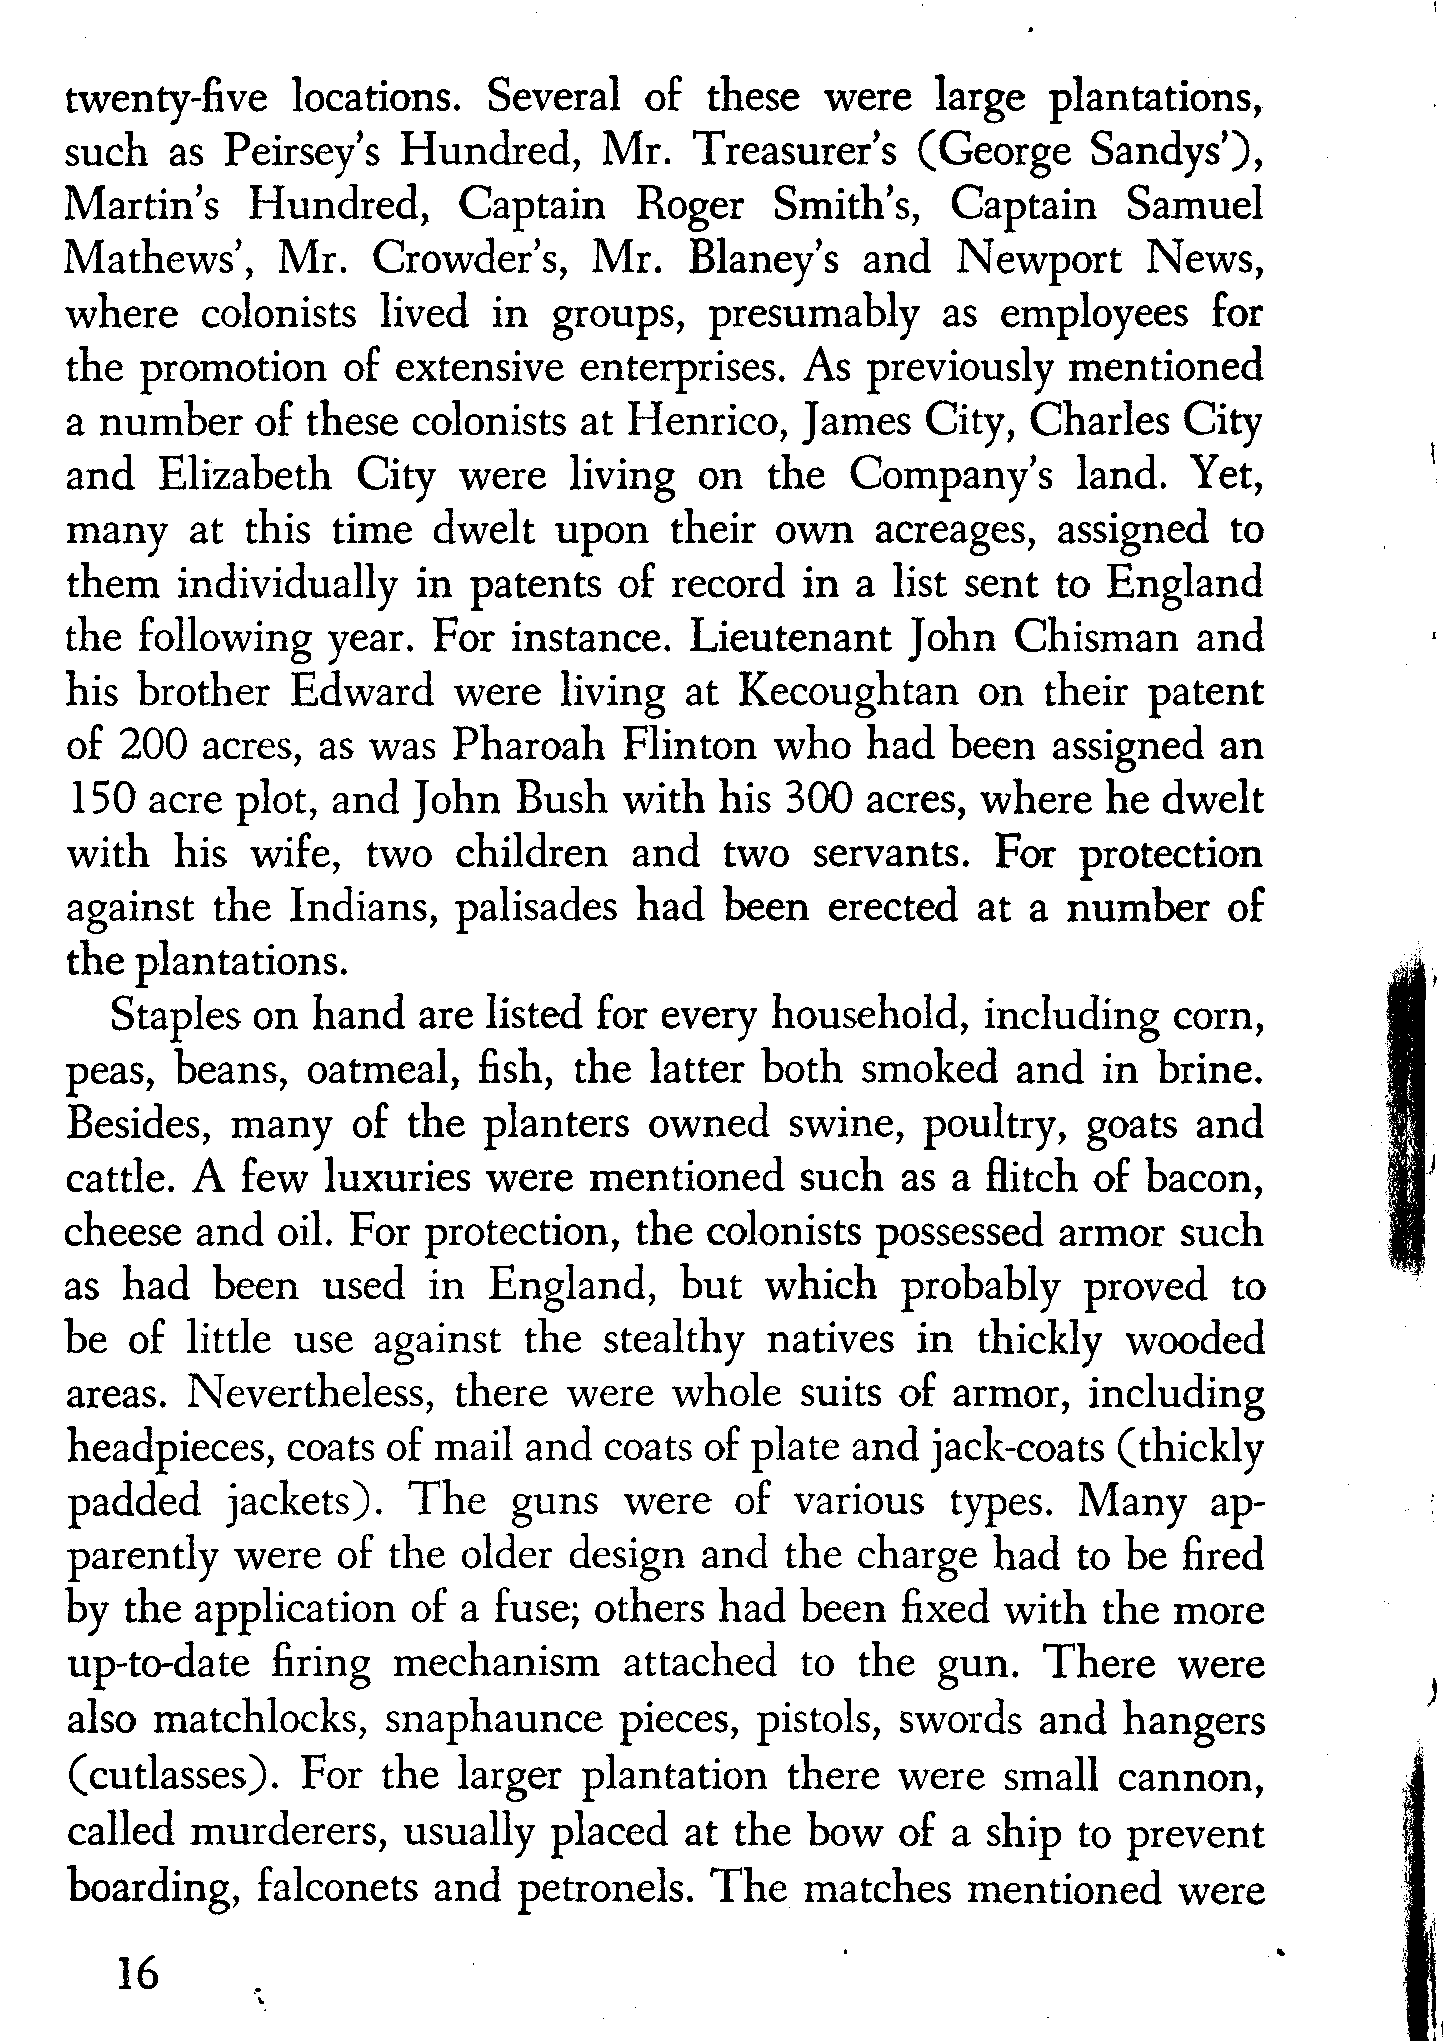 twenty-five locations. Several of these were large plantations,
such as Peirsey's Hundred, Mr. Treasurer's (George Sandys'),
Martin's Hundred, Captain Roger Smith's, Captain Samuel
Mathews', Mr. Crowder's, Mr. Blaney's and Newport News,
where colonists lived in groups, presumably as employees for
the promotion of extensive enterprises. As previously mentioned
a number of these colonists at Henrico, James City, Charles City
and Elizabeth City were living on the Company's land. Yet,
many at this time dwelt upon their own acreages, assigned to
them individually in patents of record in a list sent to England
the following year. For instance. Lieutenant John Chisman and
his brother Edward were living at Kecoughtan on their patent
of 200 acres, as was Pharoah Flinton who had been assigned an
150 acre plot, and John Bush with his 300 acres, where he dwelt
with his wife, two children and two servants. For protection
against the Indians, palisades had been erected at a number of
the plantations.
Staples on hand are listed for every household, including corn,
peas, beans, oatmeal, fish, the latter both smoked and in brine.
Besides, many of the planters owned swine, poultry, goats and
cattle. A few luxuries were mentioned such as a flitch of bacon,
cheese and oil. For protection, the colonists possessed armor such
as had been used in England, but which probably proved to
be of little use against the stealthy natives in thickly wooded
areas. Nevertheless, there were whole suits of armor, including
headpieces, coats of mail and coats of plate and jack-coats (thickly
padded jackets). The guns were of various types. Many ap-
parently were of the older design and the charge had to be fired
by the application of a fuse; others had been fixed with the more
up-to-date firing mechanism attached to the gun. There were
also matchlocks, snaphaunce pieces, pistols, swords and hangers
(cutlasses). For the larger plantation there were small cannon,
called murderers, usually placed at the bow of a ship to prevent
boarding, falconets and petronels. The matches mentioned were
16